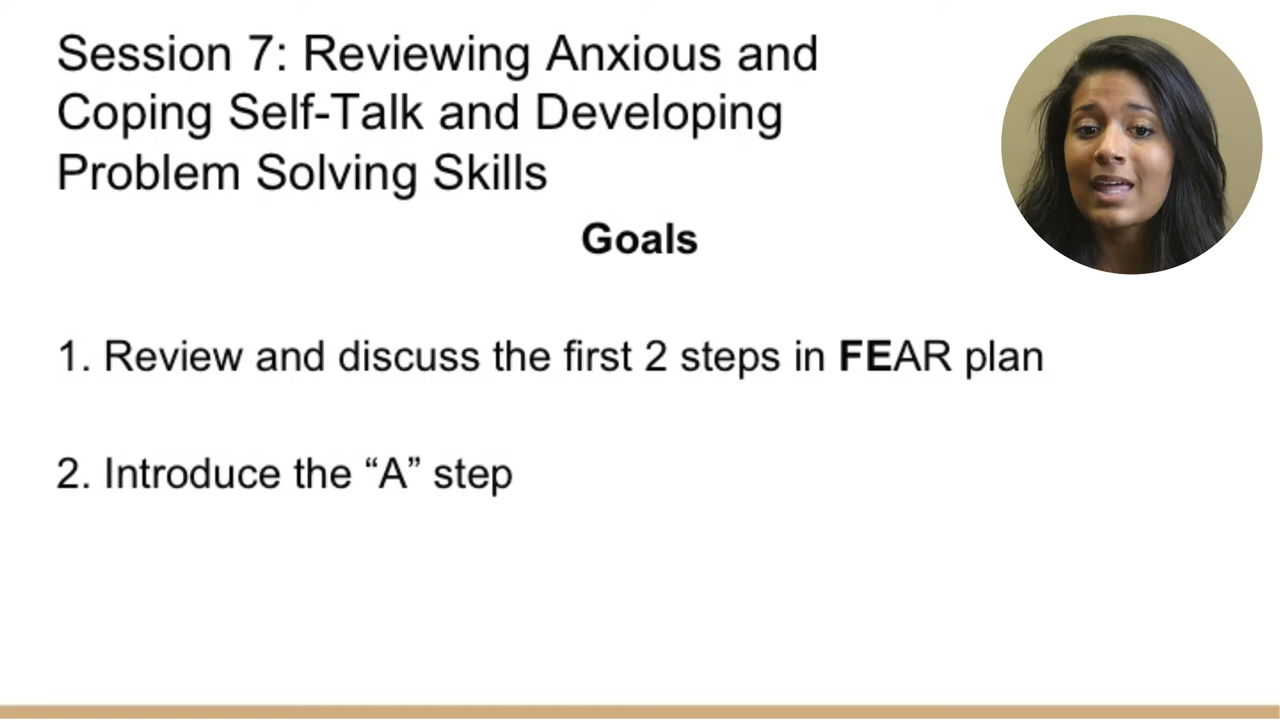 Session 7: Reviewing Anxious and
Coping Self-Talk and Developing
Problem Solving Skills
Goals
1. Review and discuss the first 2 steps in FEAR plan
2. Introduce the “A” step